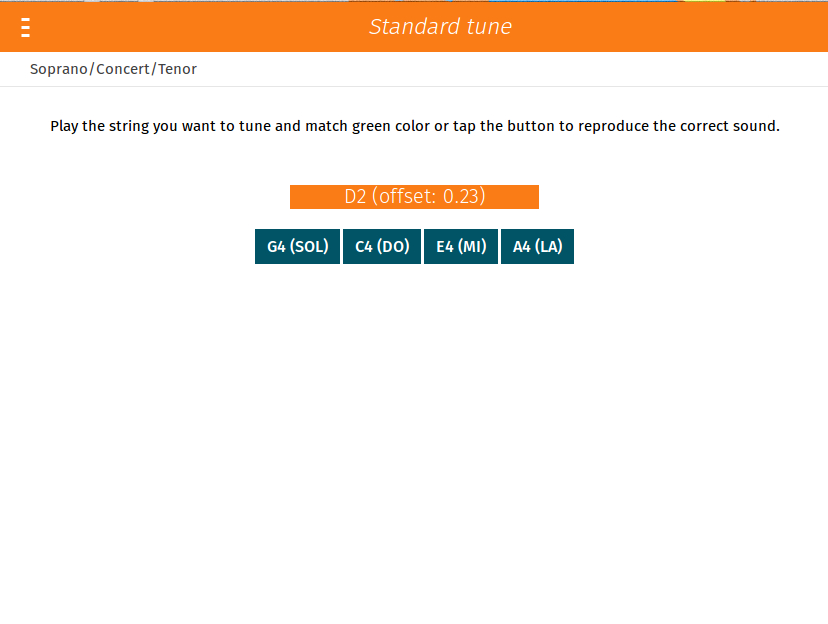 Standard tune
Soprano/Concert/Tenor
Play the string you want to tune and match green color or tap the button to reproduce the correct sound.
D2 (offset: 0.23)
G4 (SOL) C4 (DO) E4 (MI) A4 (LA)